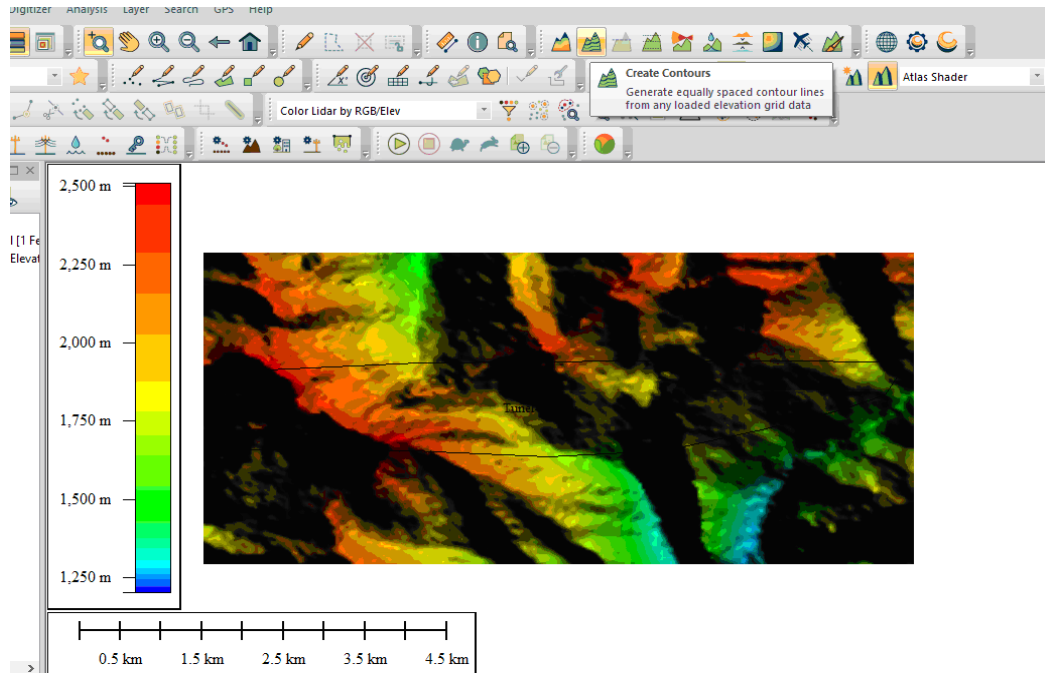 Digitizer Analysis Layer Search GPS Help
Create Contours
Generate equally spaced contour lines
from any loaded elevation grid data
Atlas Shader
Color Lidar by RGB/Elev
2,500 m
2,250 m
2,000 m
1,750 m
1,500 m
1,250 m
l [1 Fe
Elevat
0.5 km 1.5 km 2.5 km 3.5 km 4.5 km